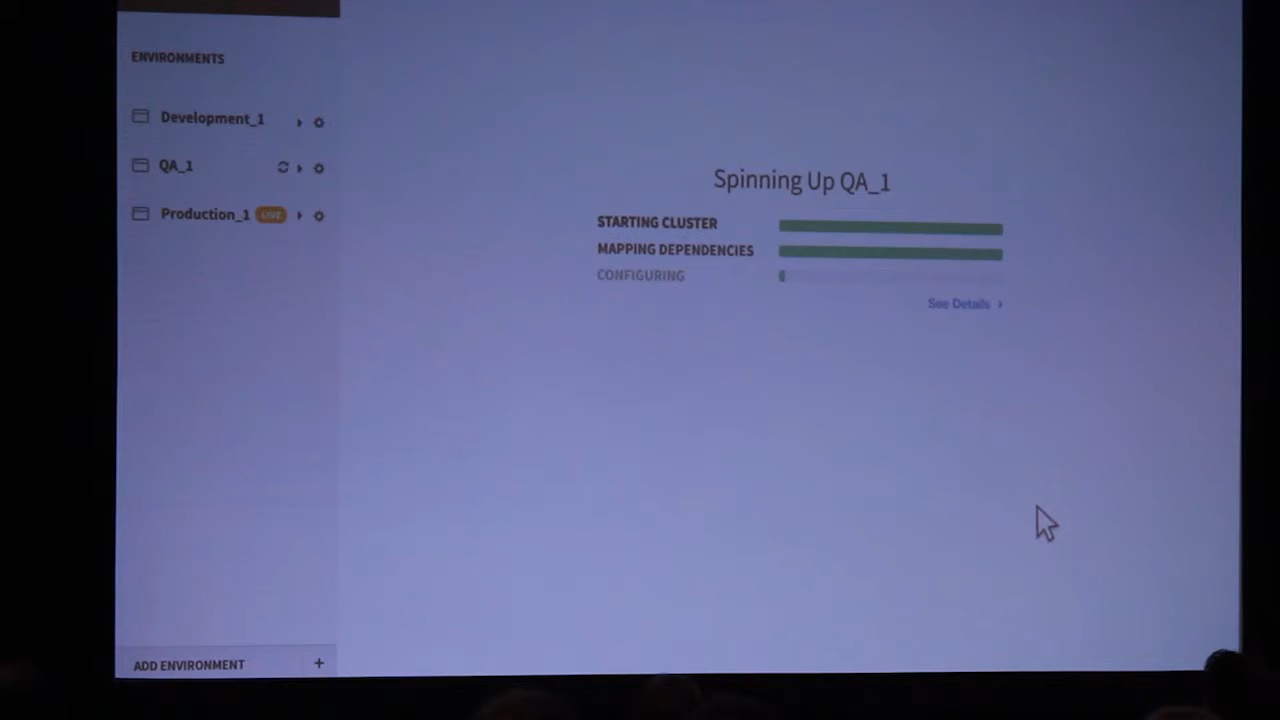 ENVIRONMENTS
Development_1
QA_1
Production_1 LIVE
ADD ENVIRONMENT +
Spinning Up QA_1
STARTING CLUSTER
MAPPING DEPENDENCIES
CONFIGURING
See Details